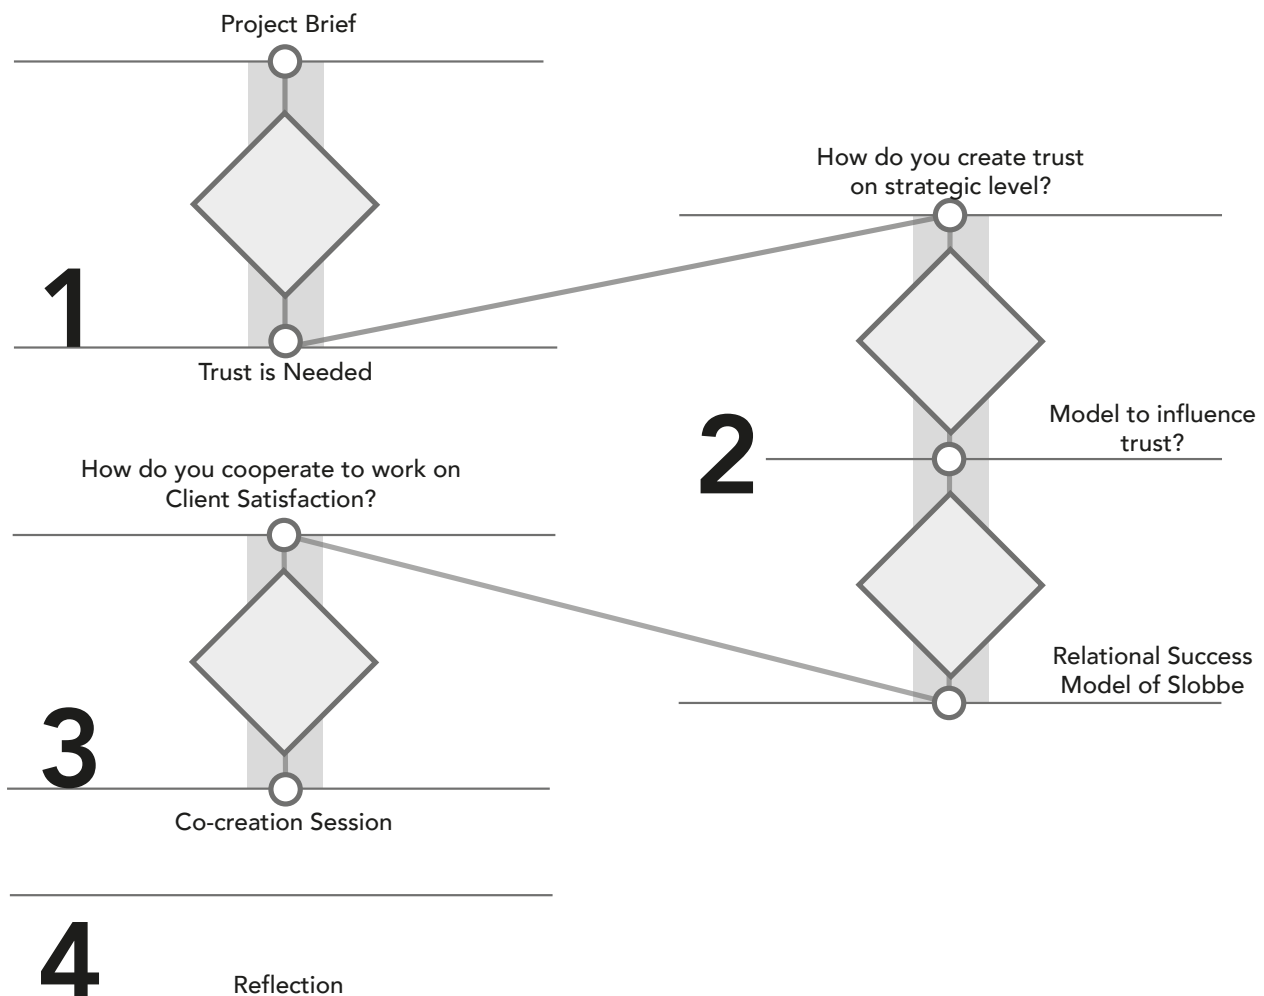 Project Brief
1
Trust is Needed
How do you create trust
on strategic level?
2
Model to influence
trust?
Relational Success
Model of Slobbe
How do you cooperate to work on
Client Satisfaction?
3
Co-creation Session
4
Reflection